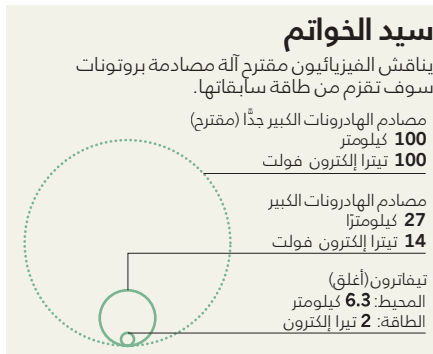 سيد الخواتم
يناقش الفيزيائيون مقترح آلة مصادمة بروتونات
سوف تقزم من طاقة سابقاتها.
مصادم الهادرونات الكبير جدًّا (مقترح)
100 كيلومتر
100 تيترا إلكترون فولت
مصادم الهادرونات الكبير
27 كيلومترًا
14 تيترا إلكترون فولت
تيفاترون(أغلق)
المحيط: 6.3 كيلومتر
الطاقة: 2 تيرا إلكترون